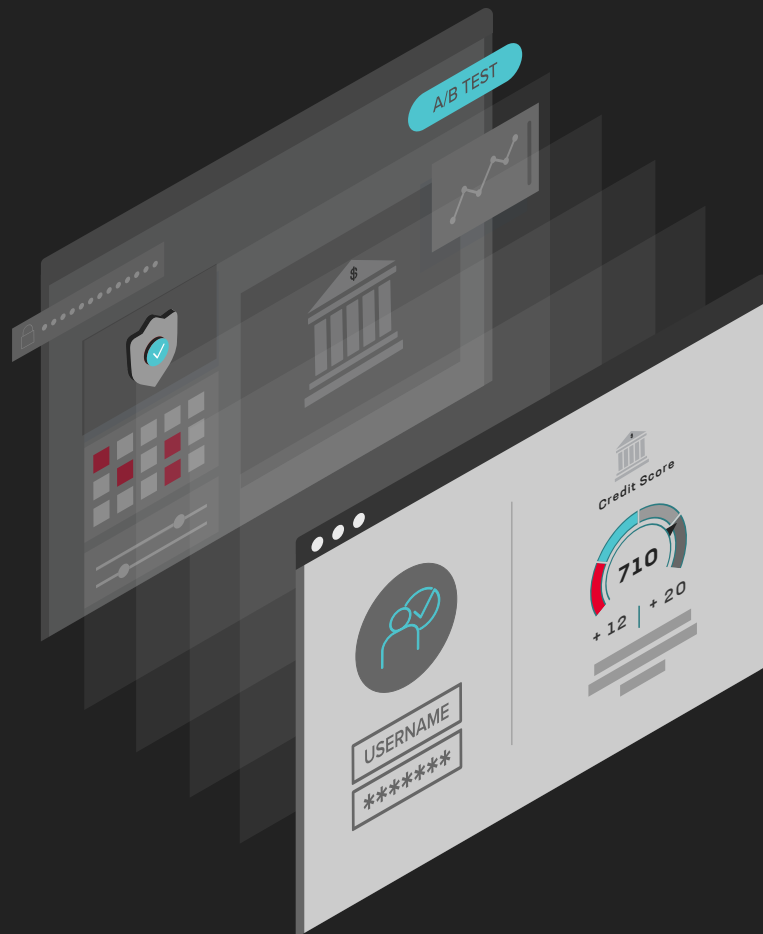 A/B TEST
$
Credit Score
710
+ 12 | + 20
USERNAME
*******